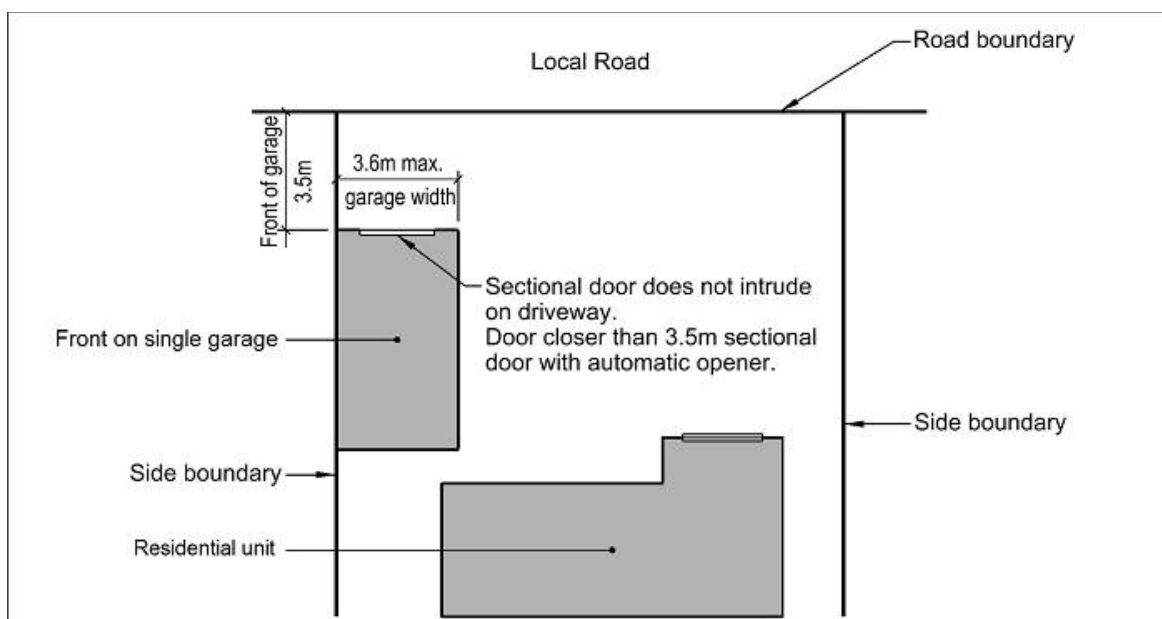 Local Road
Road boundary
Front of garage
3.5m
3.6m max.
garage width
Sectional door does not intrude
on driveway.
Door closer than 3.5m sectional
door with automatic opener.
Front on single garage
Side boundary
Side boundary
Residential unit